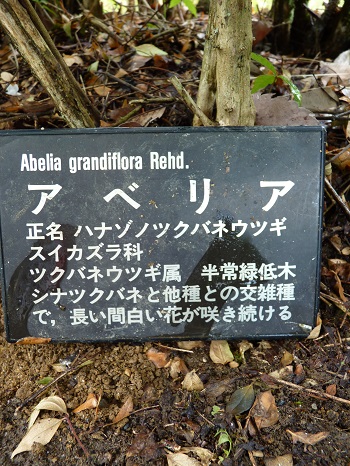 Abelia grandiflora Rehd.
アベリア
正名 ハナゾノツクバネウツギ
スイカズラ科
ツクバネウツギ属 半常緑低木
シナツクバネと他種との交雑種
で，長い間白い花が咲き続ける